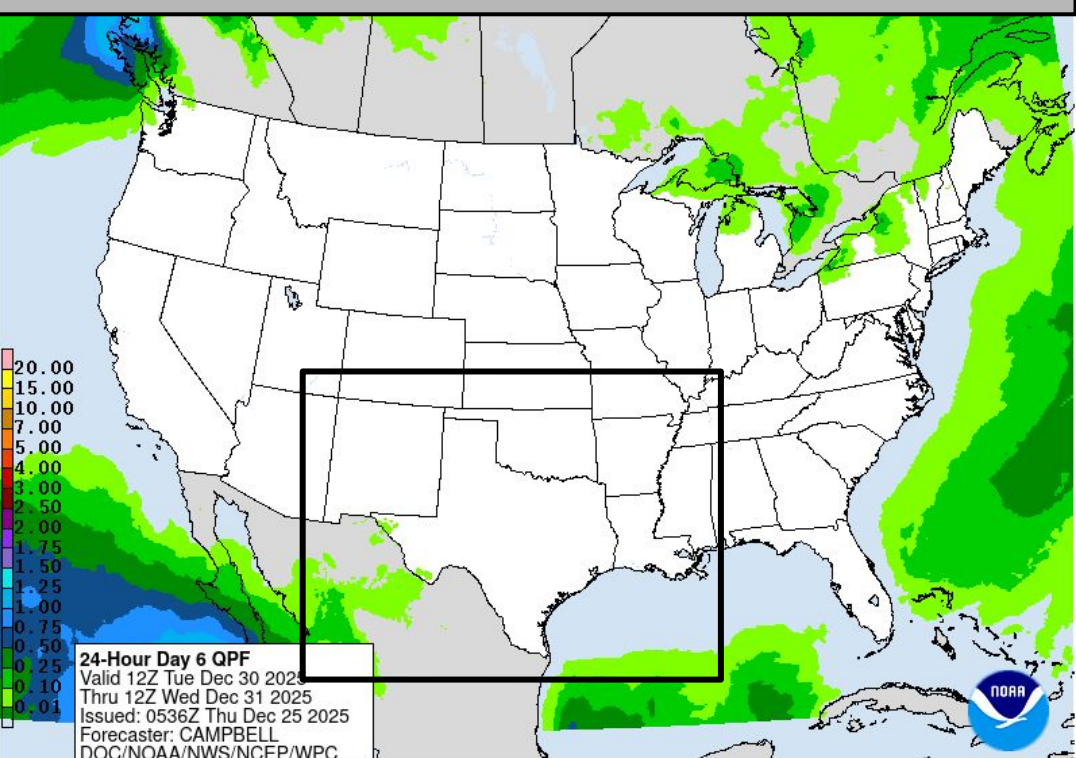 20.00
15.00
10.00
7.00
5.00
4.00
3.00
2.50
2.00
1.75
1.50
1.25
1.00
0.75
0.50
0.25
0.10
0.01
24-Hour Day 6 QPF
Valid 12Z Tue Dec 30 2025
Thru 12Z Wed Dec 31 2025
Issued: 0536Z Thu Dec 25 2025
Forecaster: CAMPBELL
DOC/NOAA/NWS/NCEP/WPC
NOAA